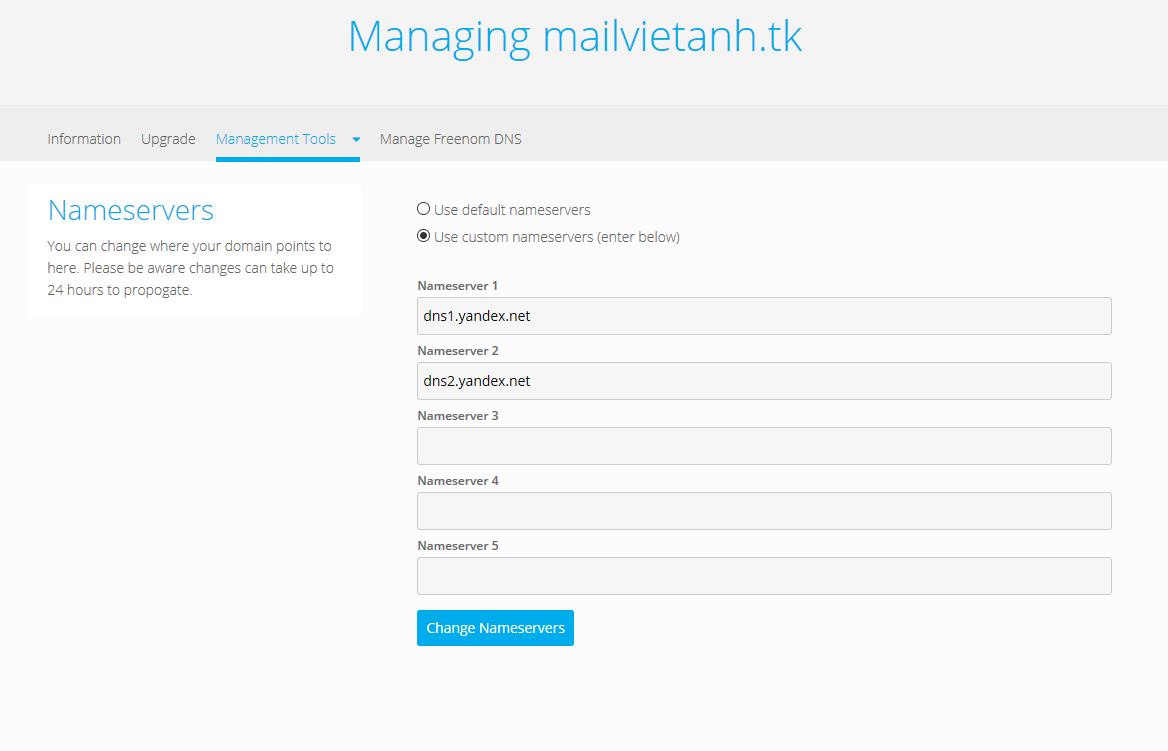 Managing mailvietanh.tk
Information Upgrade Management Tools Manage Freenom DNS
Nameservers
You can change where your domain points to
here. Please be aware changes can take up to
24 hours to propogate.
Use default nameservers
Use custom nameservers (enter below)
Nameserver 1
dns1.yandex.net
Nameserver 2
dns2.yandex.net
Nameserver 3
Nameserver 4
Nameserver 5
Change Nameservers